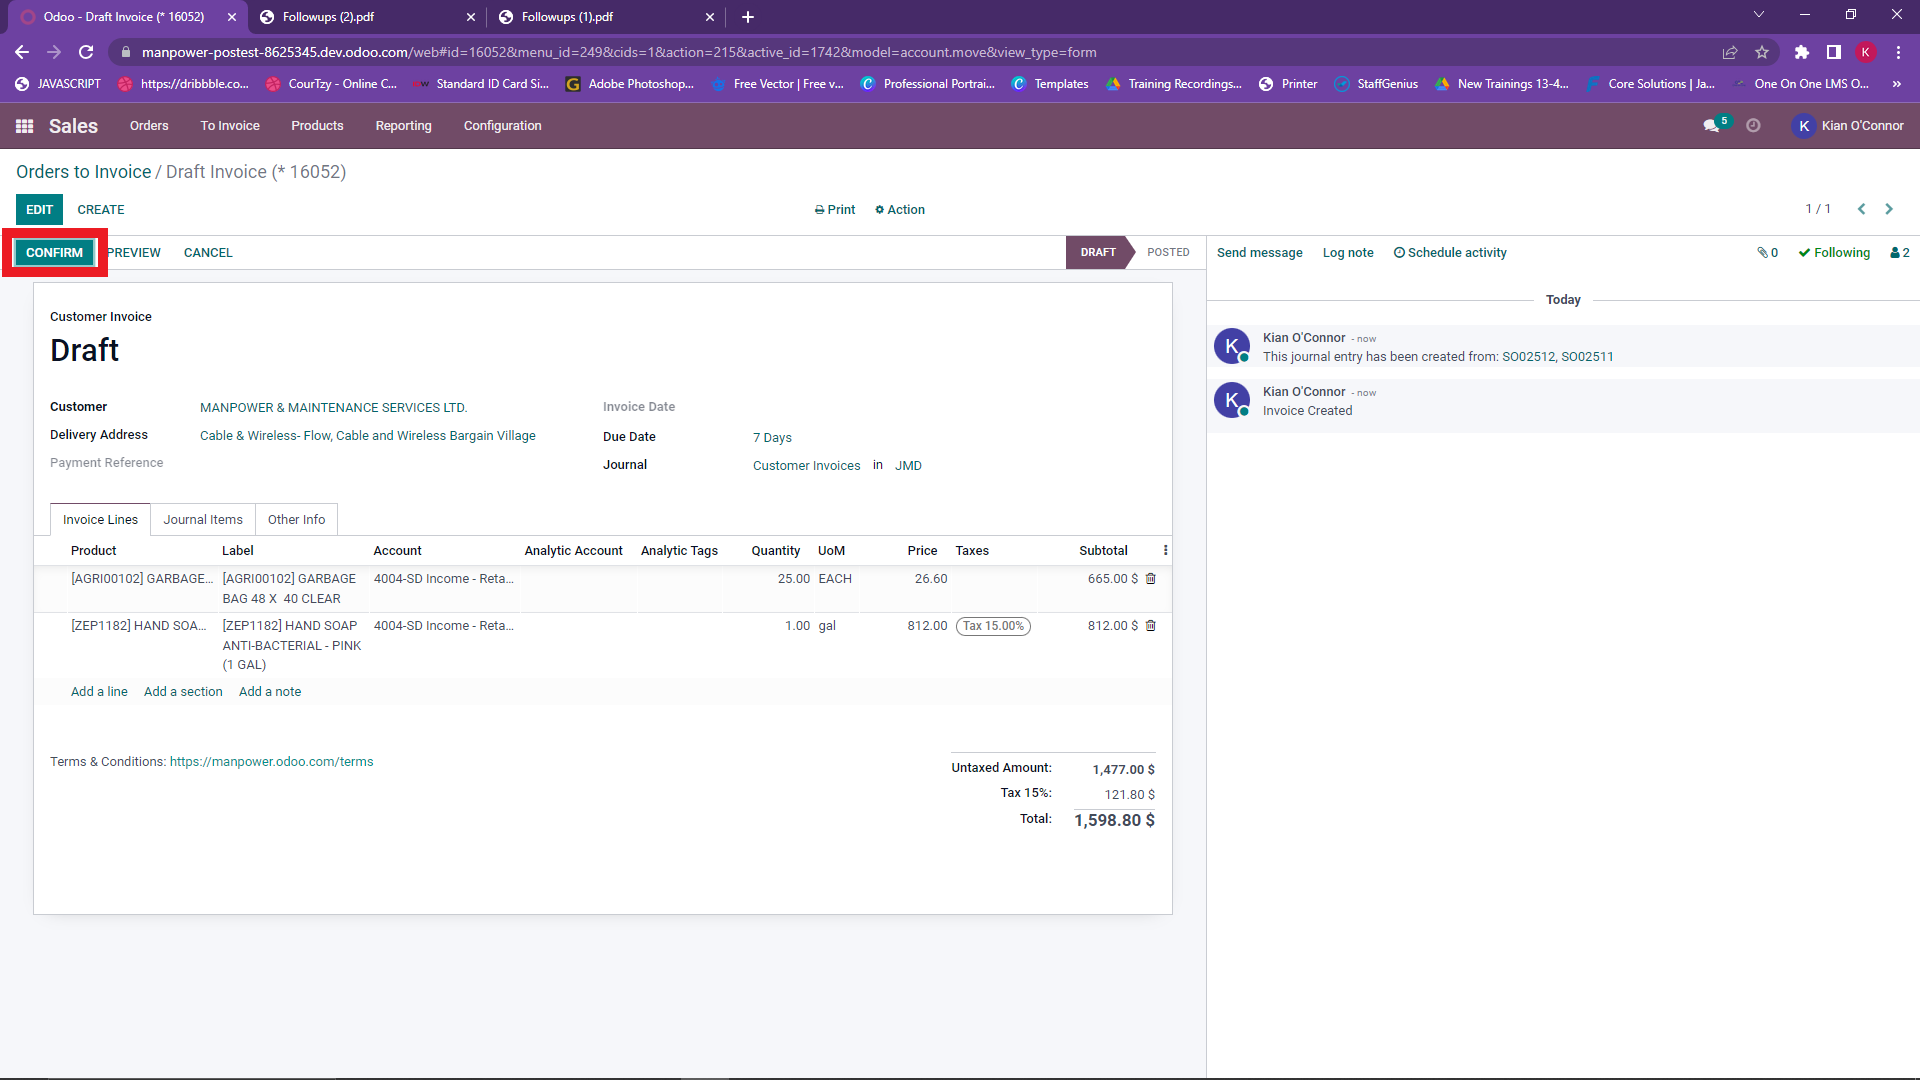 Odoo - Draft Invoice (* 16052)
Followups (2).pdf
Followups (1).pdf
manpower-postest-8625345.dev.odoo.com/web#id=16052&menu_id=249&cids=1&action=215&active_id=1742&model=account.move&view_type=form
K
JAVASCRIPT
https://dribbble.co...
CourTzy - Online C...
Standard ID Card Si...
Adobe Photoshop...
Free Vector | Free v...
Professional Portrai...
Templates
Training Recordings...
Printer
StaffGenius
New Trainings 13-4...
Core Solutions | Ja...
One On One LMS O...
»
Sales
Orders
To Invoice
Products
Reporting
Configuration
5
K
Kian O'Connor
Orders to Invoice / Draft Invoice (* 16052)
EDIT
CREATE
Print
Action
1 / 1
CONFIRM
PREVIEW
CANCEL
DRAFT
POSTED
Send message
Log note
Schedule activity
0
Following
2
Today
K
Kian O'Connor - now
This journal entry has been created from: SO02512, SO02511
K
Kian O'Connor - now
Invoice Created
Customer Invoice
Draft
Customer MANPOWER & MAINTENANCE SERVICES LTD.
Delivery Address Cable & Wireless- Flow, Cable and Wireless Bargain Village
Payment Reference
Invoice Date
Due Date 7 Days
Journal Customer Invoices in JMD
Invoice Lines
Journal Items
Other Info
Product Label Account Analytic Account Analytic Tags Quantity UoM Price Taxes Subtotal
[AGRI00102] GARBAGE... [AGRI00102] GARBAGE 4004-SD Income - Reta... 25.00 EACH 26.60 665.00 $
BAG 48 X 40 CLEAR
[ZEP1182] HAND SOA... [ZEP1182] HAND SOAP 4004-SD Income - Reta... 1.00 gal 812.00 Tax 15.00% 812.00 $
ANTI-BACTERIAL - PINK
(1 GAL)
Add a line Add a section Add a note
Terms & Conditions: https://manpower.odoo.com/terms
Untaxed Amount: 1,477.00 $
Tax 15%: 121.80 $
Total: 1,598.80 $